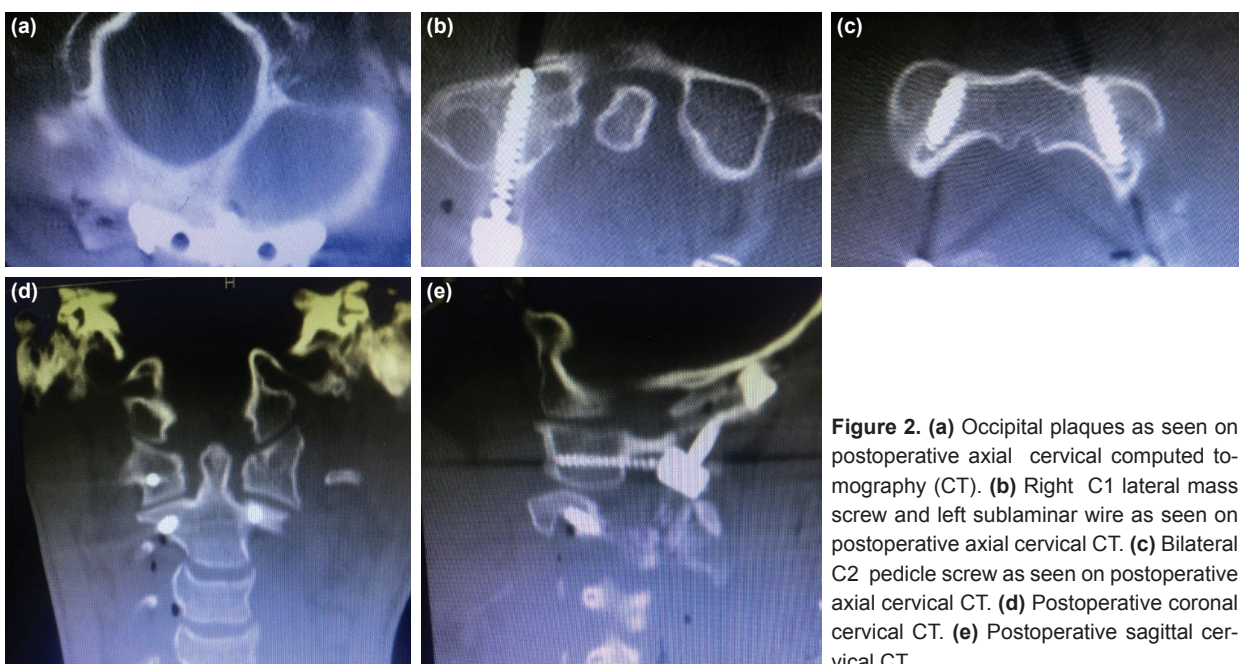 (a)
(b)
(c)
(d)
H
(e)
Figure 2. (a) Occipital plaques as seen on
postoperative axial cervical computed to-
mography (CT). (b) Right C1 lateral mass
screw and left sublaminar wire as seen on
postoperative axial cervical CT. (c) Bilateral
C2 pedicle screw as seen on postoperative
axial cervical CT. (d) Postoperative coronal
cervical CT. (e) Postoperative sagittal cer-
vical CT.